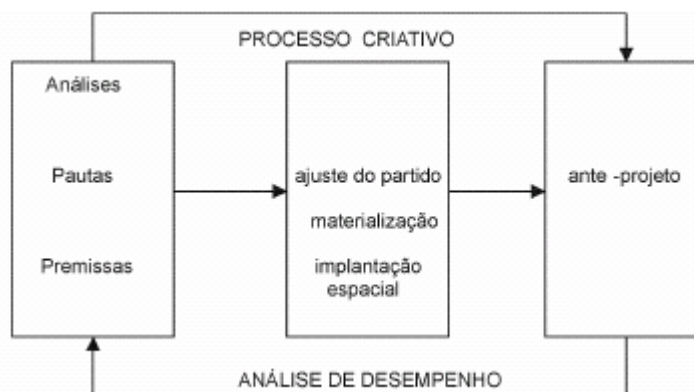 PROCESSO CRIATIVO
Análises
Pautas
Premissas
ajuste do partido
materialização
implantação
espacial
ante -projeto
ANÁLISE DE DESEMPENHO